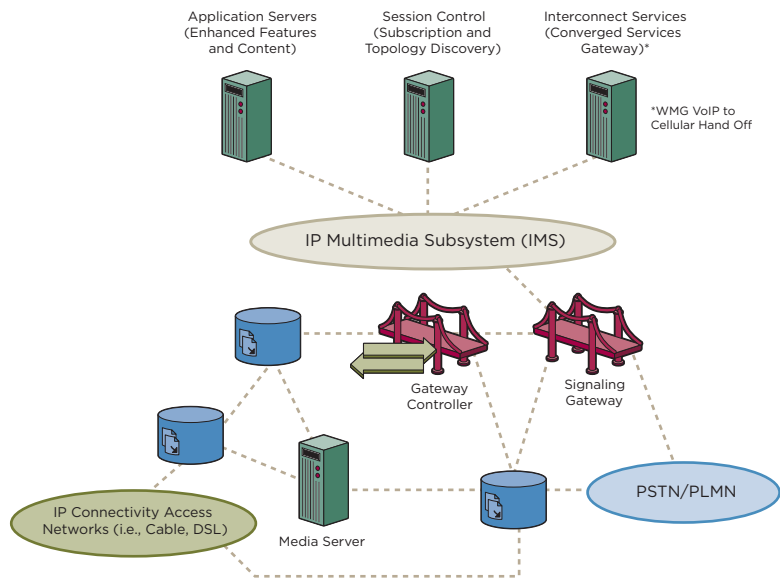 Application Servers
(Enhanced Features
and Content)
Session Control
(Subscription and
Topology Discovery)
Interconnect Services
(Converged Services
Gateway)*
*WMG VoIP to
Cellular Hand Off
IP Multimedia Subsystem (IMS)
Gateway
Controller
Signaling
Gateway
IP Connectivity Access
Networks (i.e., Cable, DSL)
Media Server
PSTN/PLMN